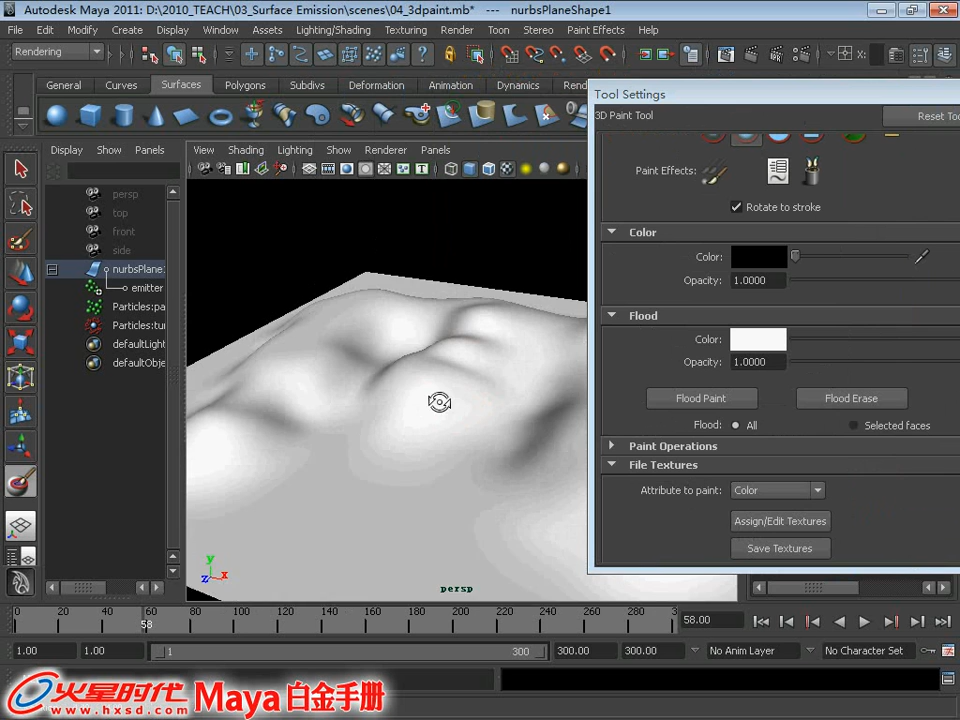 Autodesk Maya 2011: D:\2010_TEACH\03_Surface Emission\scenes\04_3dpaint.mb* --- nurbsPlaneShape1
File Edit Modify Create Display Window Assets Lighting/Shading Texturing Render Toon Stereo Paint Effects Help
Rendering
General Curves Surfaces Polygons Subdivs Deformation Animation Dynamics
Display Show Panels
View Shading Lighting Show Renderer Panels
persp
top
front
side
nurbsPlane
emitter
Particles:pa
Particles:tur
defaultLight
defaultObje
y
z x
persp
Tool Settings
3D Paint Tool
Reset Too
Paint Effects:
Rotate to stroke
Color
Color:
Opacity: 1.0000
Flood
Color:
Opacity: 1.0000
Flood Paint Flood Erase
Flood: All Selected faces
Paint Operations
File Textures
Attribute to paint: Color
Assign/Edit Textures
Save Textures
0 20 40 60 80 100 120 140 160 180 200 220 240 260 280 3
58
58.00
1.00 1.00 1 300 300.00 300.00 No Anim Layer No Character Set
火星时代 Maya 白金手册
www.hxsd.com